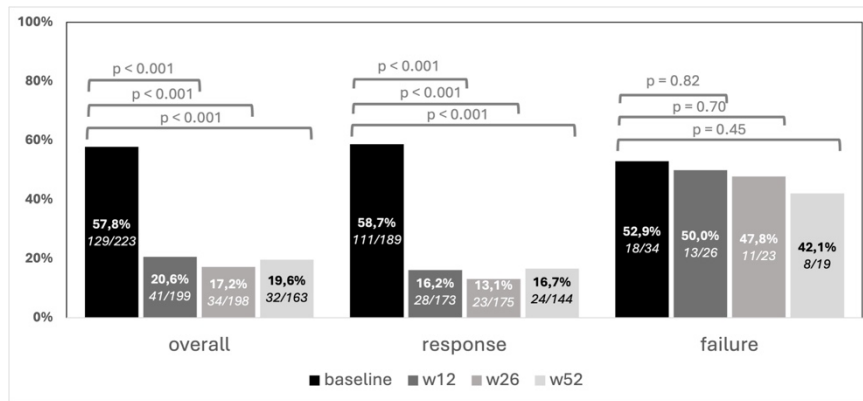 100%
80%
60%
40%
20%
0%
p < 0.001
p < 0.001
p < 0.001
57,8%
129/223
20,6%
41/199
17,2%
34/198
19,6%
32/163
overall
p < 0.001
p < 0.001
p < 0.001
58,7%
111/189
16,2%
28/173
13,1%
23/175
16,7%
24/144
response
p = 0.82
p = 0.70
p = 0.45
52,9%
18/34
50,0%
13/26
47,8%
11/23
42,1%
8/19
failure
baseline w12 w26 w52